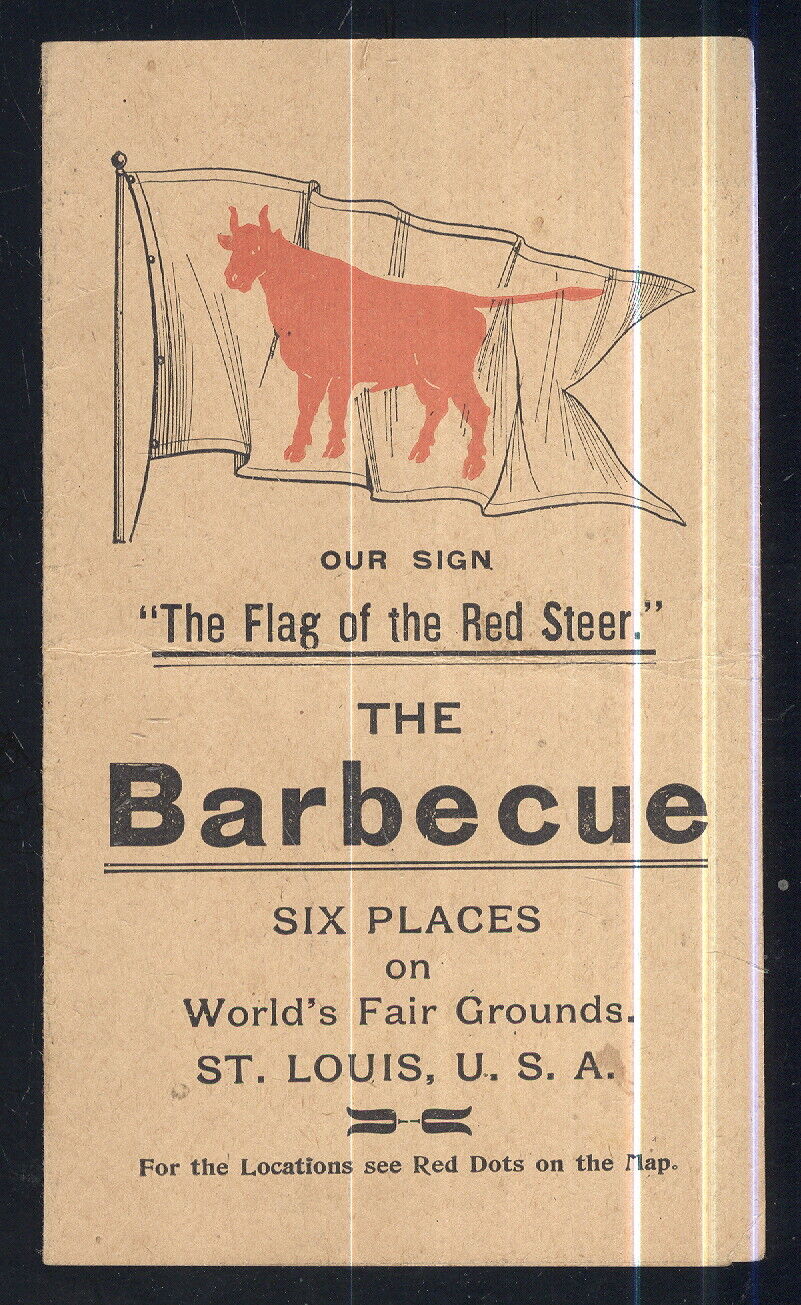 OUR SIGN
“The Flag of the Red Steer.”
THE
Barbecue
SIX PLACES
on
World's Fair Grounds.
ST. LOUIS, U. S. A.
For the Locations see Red Dots on the Map.